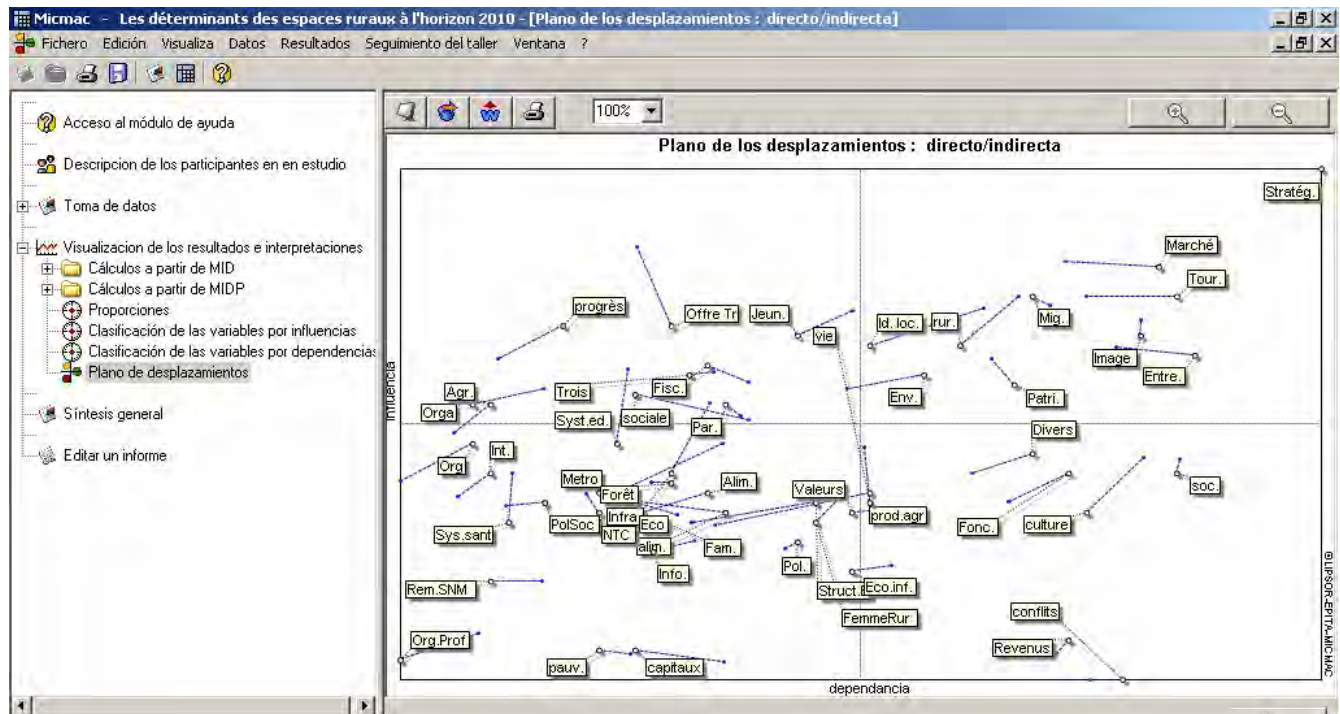 Micmac - Les déterminants des espaces ruraux à l'horizon 2010 - [Plano de los desplazamientos : directo/indirecta]
Fichero Edición Visualiza Datos Resultados Seguimiento del taller Ventana ?
100%
Acceso al módulo de ayuda
Descripcion de los participantes en en estudio
Toma de datos
Visualizacion de los resultados e interpretaciones
Cálculos a partir de MID
Cálculos a partir de MIDP
Proporciones
Clasificación de las variables por influencias
Clasificación de las variables por dependencias
Plano de desplazamientos
Síntesis general
Editar un informe
Plano de los desplazamientos : directo/indirecta
Stratég.
Marché
Tour.
progrès
Offre Tr
Jeun.
vie
Id. loc.
rur.
Mig.
Image
Entre.
influencia
Agr.
Orga
Trois
Fisc.
Syst.ed.
sociale
Par.
Env.
Patri.
Divers
Org
Int.
Metro
Forêt
Alim.
Valeurs
soc.
Sys.sant
PolSoc
Infra
Eco
NTC
alim.
Fam.
Info.
prod.agr
Fonc.
culture
Pol.
Rem.SNM
Struct.E
Eco.inf.
FemmeRur
conflits
Org.Prof
Revenus
pauv.
capitaux
dependancia
©LIPSOR-EPITA-MICMAC